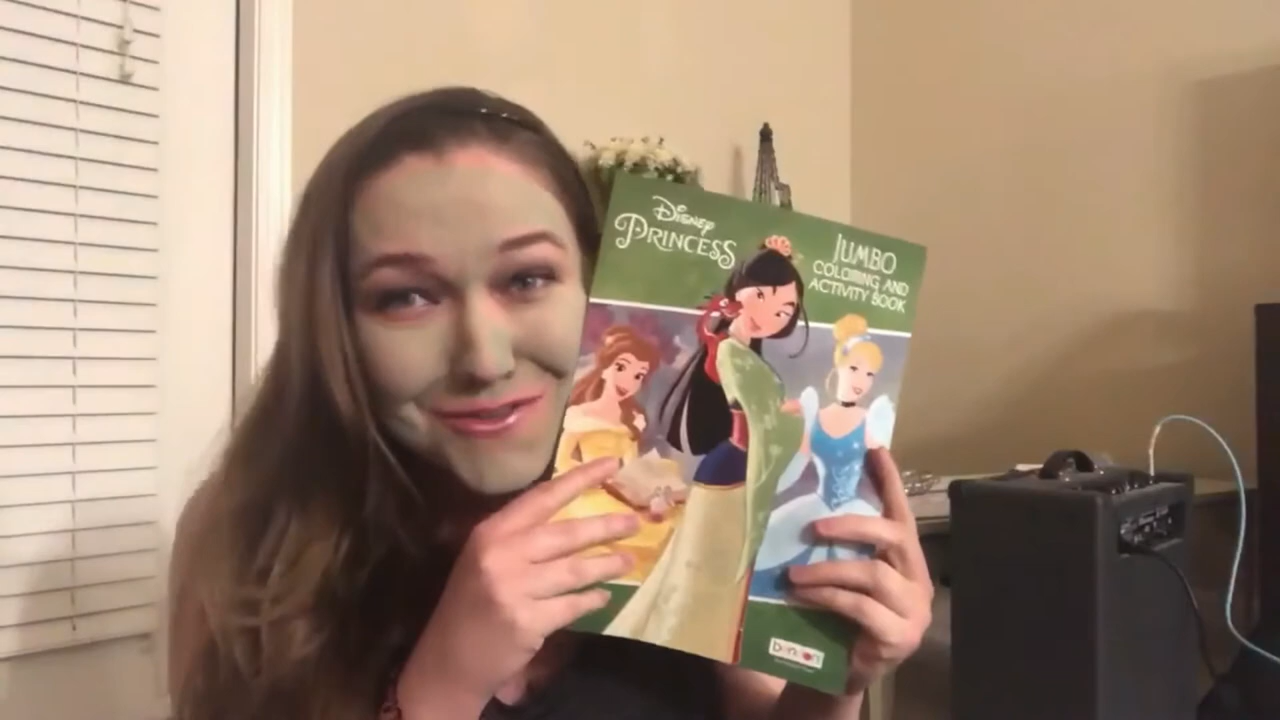 Disney
PRINCESS
JUMBO
COLORING AND
ACTIVITY BOOK
bendon